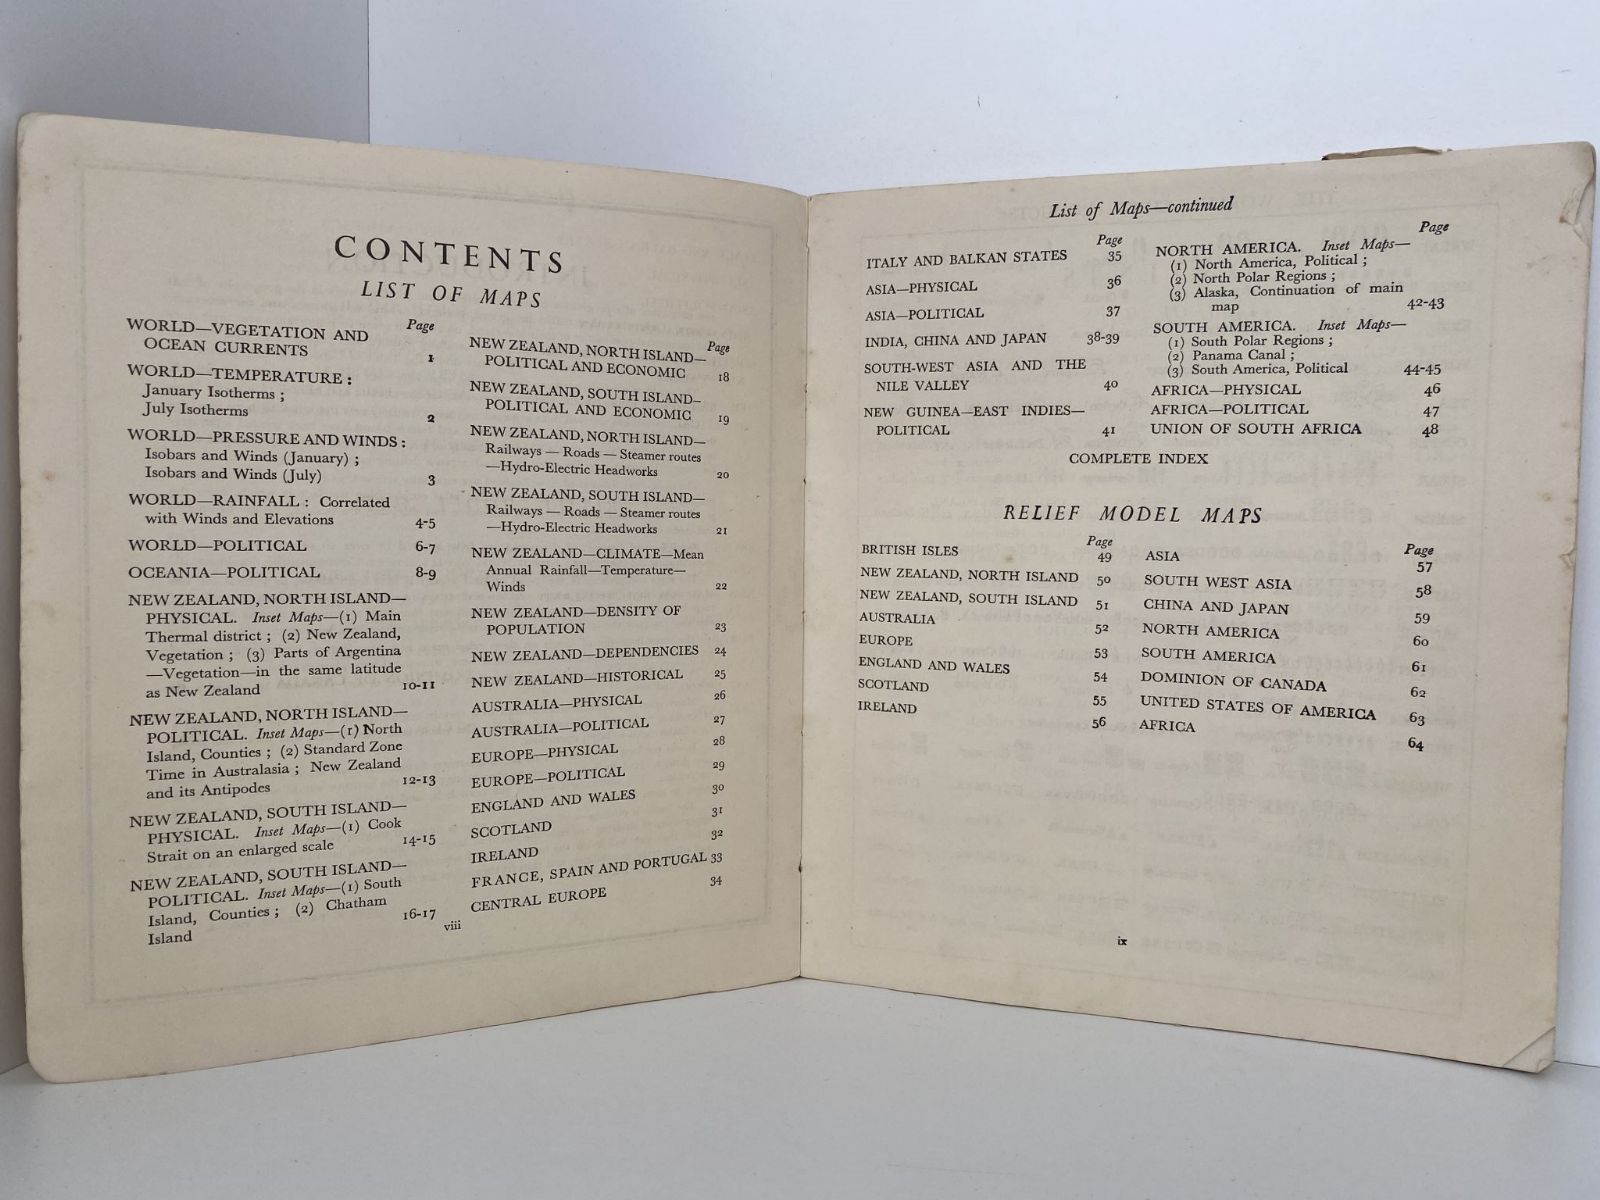 CONTENTS
LIST OF MAPS
Page
WORLD—VEGETATION AND
OCEAN CURRENTS 1
WORLD—TEMPERATURE:
January Isotherms;
July Isotherms 2
WORLD—PRESSURE AND WINDS:
Isobars and Winds (January);
Isobars and Winds (July) 3
WORLD—RAINFALL: Correlated
with Winds and Elevations 4-5
WORLD—POLITICAL 6-7
OCEANIA—POLITICAL 8-9
NEW ZEALAND, NORTH ISLAND—
PHYSICAL. Inset Maps—(1) Main
Thermal district; (2) New Zealand,
Vegetation; (3) Parts of Argentina
—Vegetation—in the same latitude
as New Zealand 10-11
NEW ZEALAND, NORTH ISLAND—
POLITICAL. Inset Maps—(1) North
Island, Counties; (2) Standard Zone
Time in Australasia; New Zealand
and its Antipodes 12-13
NEW ZEALAND, SOUTH ISLAND—
PHYSICAL. Inset Maps—(1) Cook
Strait on an enlarged scale 14-15
NEW ZEALAND, SOUTH ISLAND—
POLITICAL. Inset Maps—(1) South
Island, Counties; (2) Chatham
Island 16-17
Page
NEW ZEALAND, NORTH ISLAND—
POLITICAL AND ECONOMIC 18
NEW ZEALAND, SOUTH ISLAND—
POLITICAL AND ECONOMIC 19
NEW ZEALAND, NORTH ISLAND—
Railways — Roads — Steamer routes
—Hydro-Electric Headworks 20
NEW ZEALAND, SOUTH ISLAND—
Railways — Roads — Steamer routes
—Hydro-Electric Headworks 21
NEW ZEALAND—CLIMATE—Mean
Annual Rainfall—Temperature—
Winds 22
NEW ZEALAND—DENSITY OF
POPULATION 23
NEW ZEALAND—DEPENDENCIES 24
NEW ZEALAND—HISTORICAL 25
AUSTRALIA—PHYSICAL 26
AUSTRALIA—POLITICAL 27
EUROPE—PHYSICAL 28
EUROPE—POLITICAL 29
ENGLAND AND WALES 30
SCOTLAND 31
IRELAND 32
FRANCE, SPAIN AND PORTUGAL 33
CENTRAL EUROPE 34
viii
List of Maps—continued
Page
ITALY AND BALKAN STATES 35
ASIA—PHYSICAL 36
ASIA—POLITICAL 37
INDIA, CHINA AND JAPAN 38-39
SOUTH-WEST ASIA AND THE
NILE VALLEY 40
NEW GUINEA—EAST INDIES—
POLITICAL 41
Page
NORTH AMERICA. Inset Maps—
(1) North America, Political;
(2) North Polar Regions;
(3) Alaska, Continuation of main
map 42-43
SOUTH AMERICA. Inset Maps—
(1) South Polar Regions;
(2) Panama Canal;
(3) South America, Political 44-45
AFRICA—PHYSICAL 46
AFRICA—POLITICAL 47
UNION OF SOUTH AFRICA 48
COMPLETE INDEX
RELIEF MODEL MAPS
Page
BRITISH ISLES 49
NEW ZEALAND, NORTH ISLAND 50
NEW ZEALAND, SOUTH ISLAND 51
AUSTRALIA 52
EUROPE 53
ENGLAND AND WALES 54
SCOTLAND 55
IRELAND 56
Page
ASIA 57
SOUTH WEST ASIA 58
CHINA AND JAPAN 59
NORTH AMERICA 60
SOUTH AMERICA 61
DOMINION OF CANADA 62
UNITED STATES OF AMERICA 63
AFRICA 64
ix